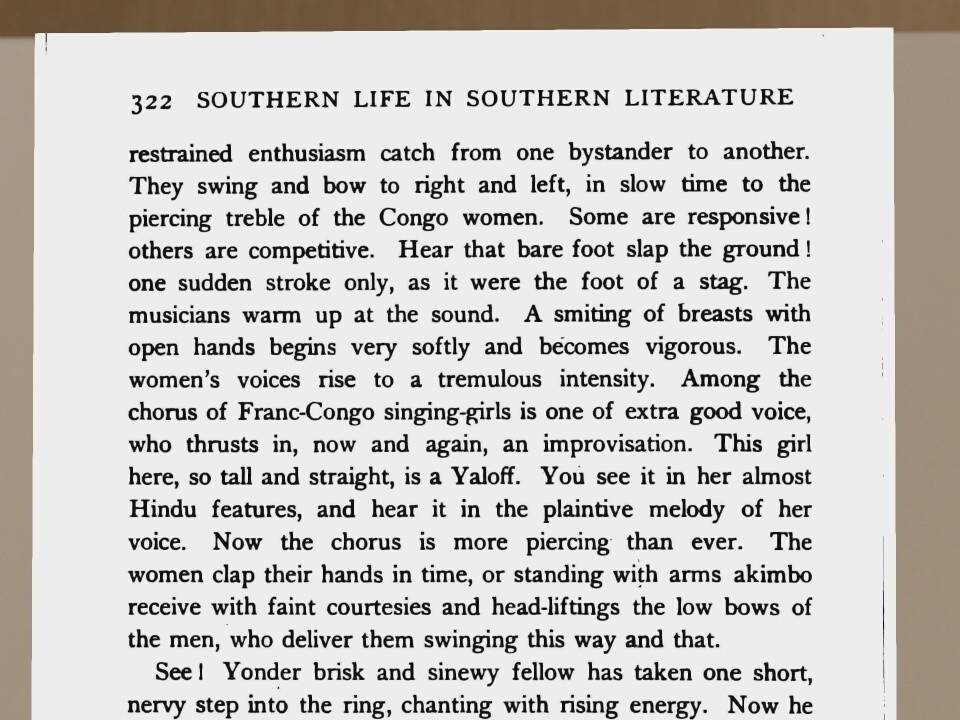 322 SOUTHERN LIFE IN SOUTHERN LITERATURE
restrained enthusiasm catch from one bystander to another.
They swing and bow to right and left, in slow time to the
piercing treble of the Congo women. Some are responsive!
others are competitive. Hear that bare foot slap the ground!
one sudden stroke only, as it were the foot of a stag. The
musicians warm up at the sound. A smiting of breasts with
open hands begins very softly and becomes vigorous. The
women's voices rise to a tremulous intensity. Among the
chorus of Franc-Congo singing-girls is one of extra good voice,
who thrusts in, now and again, an improvisation. This girl
here, so tall and straight, is a Yaloff. You see it in her almost
Hindu features, and hear it in the plaintive melody of her
voice. Now the chorus is more piercing than ever. The
women clap their hands in time, or standing with arms akimbo
receive with faint courtesies and head-liftings the low bows of
the men, who deliver them swinging this way and that.
See! Yonder brisk and sinewy fellow has taken one short,
nervy step into the ring, chanting with rising energy. Now he